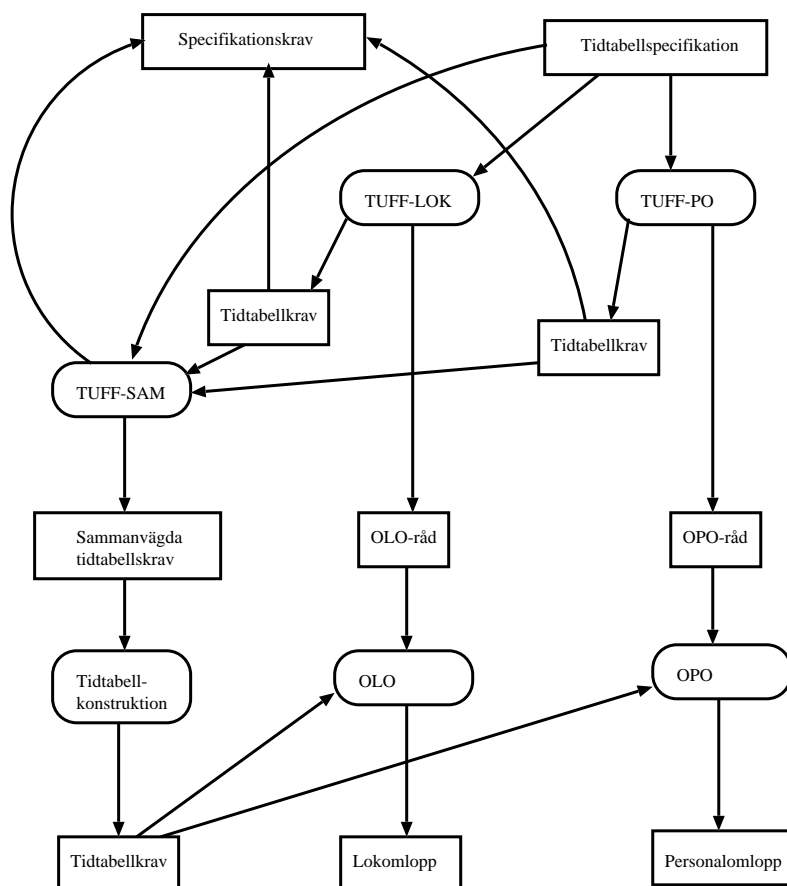 Specifikationskrav
Tidtabellspecifikation
TUFF-LOK
TUFF-PO
Tidtabellkrav
Tidtabellkrav
TUFF-SAM
Sammanvägda
tidtabellskrav
OLO-råd
OPO-råd
Tidtabell-
konstruktion
OLO
OPO
Tidtabellkrav
Lokomlopp
Personalomlopp